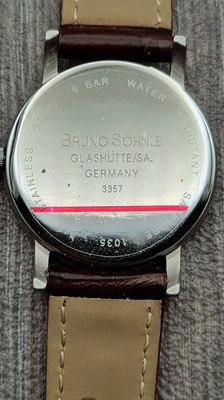 STAINLESS STEEL 5 BAR WATER RESISTANT
BRUNO SÖHNLE
GLASHÜTTE/SA.
GERMANY
3357
1035